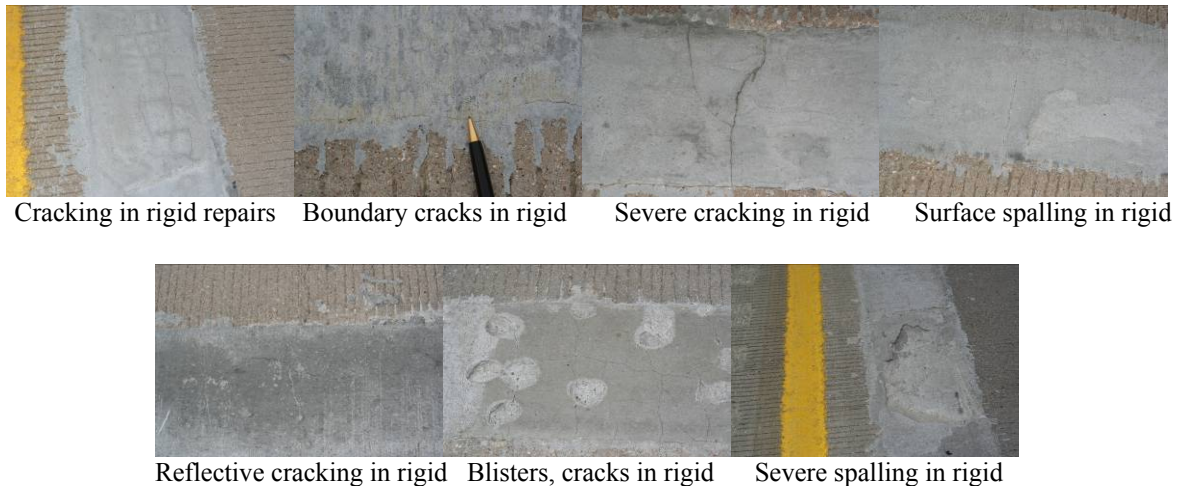 Cracking in rigid repairs
Boundary cracks in rigid
Severe cracking in rigid
Surface spalling in rigid
Reflective cracking in rigid
Blisters, cracks in rigid
Severe spalling in rigid